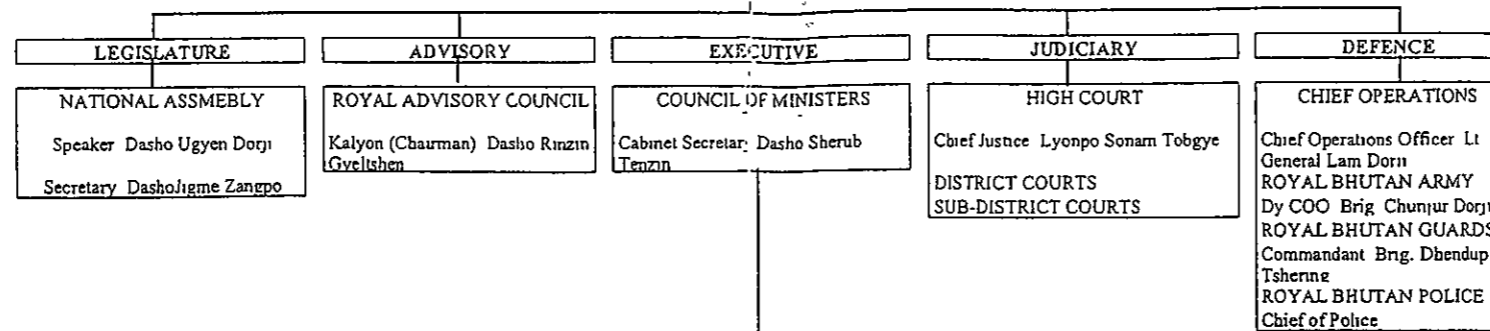 LEGISLATURE
NATIONAL ASSMEBLY
Speaker Dasho Ugyen Dorji
Secretary DashoJigme Zangpo
ADVISORY
ROYAL ADVISORY COUNCIL
Kalyon (Chairman) Dasho Rinzin
Gyeltshen
EXECUTIVE
COUNCIL OF MINISTERS
Cabinet Secretary Dasho Sherub
Tenzin
JUDICIARY
HIGH COURT
Chief Justice Lyonpo Sonam Tobgye
DISTRICT COURTS
SUB-DISTRICT COURTS
DEFENCE
CHIEF OPERATIONS
Chief Operations Officer Lt
General Lam Dorji
ROYAL BHUTAN ARMY
Dy COO Brig Chunjur Dorji
ROYAL BHUTAN GUARDS
Commandant Brig. Dhendup
Tshering
ROYAL BHUTAN POLICE
Chief of Police